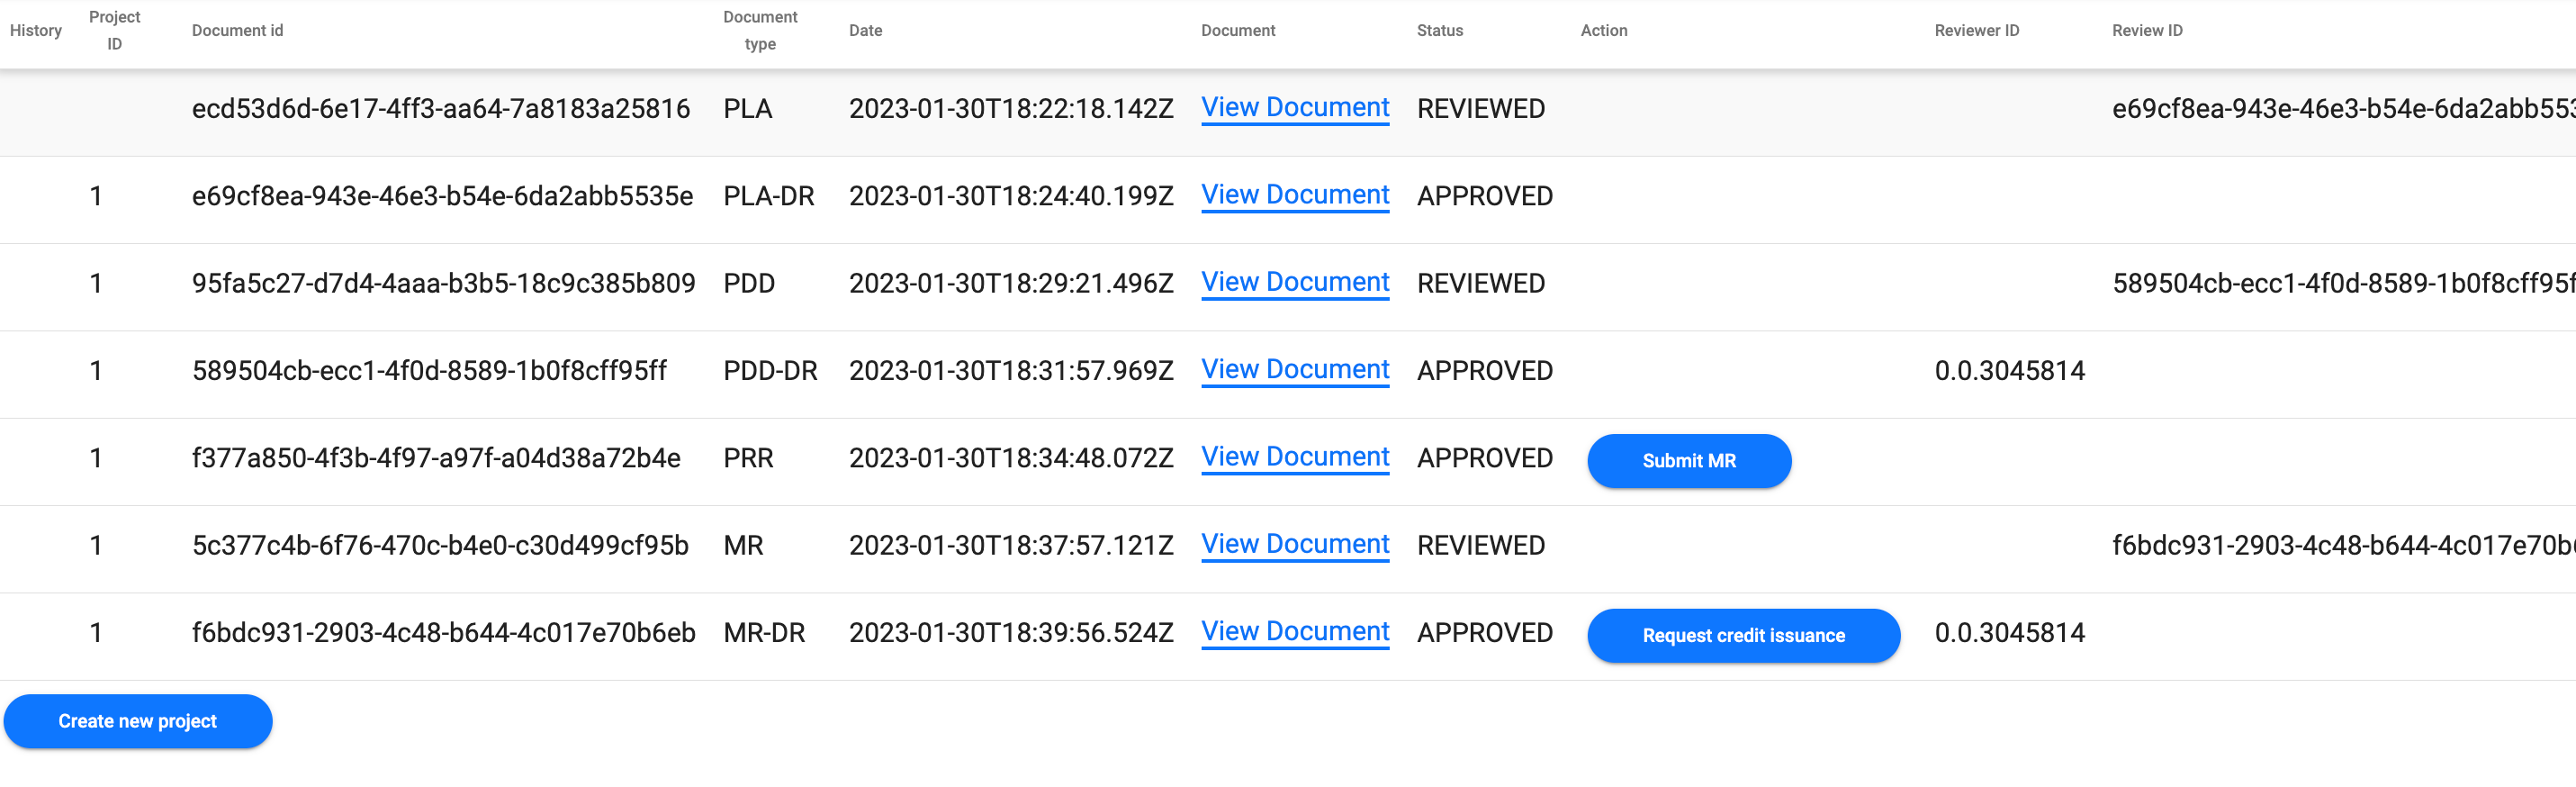 History Project ID Document id Document type Date Document Status Action Reviewer ID Review ID
ecd53d6d-6e17-4ff3-aa64-7a8183a25816 PLA 2023-01-30T18:22:18.142Z View Document REVIEWED e69cf8ea-943e-46e3-b54e-6da2abb553
1 e69cf8ea-943e-46e3-b54e-6da2abb5535e PLA-DR 2023-01-30T18:24:40.199Z View Document APPROVED
1 95fa5c27-d7d4-4aaa-b3b5-18c9c385b809 PDD 2023-01-30T18:29:21.496Z View Document REVIEWED 589504cb-ecc1-4f0d-8589-1b0f8cff95f
1 589504cb-ecc1-4f0d-8589-1b0f8cff95ff PDD-DR 2023-01-30T18:31:57.969Z View Document APPROVED 0.0.3045814
1 f377a850-4f3b-4f97-a97f-a04d38a72b4e PRR 2023-01-30T18:34:48.072Z View Document APPROVED Submit MR
1 5c377c4b-6f76-470c-b4e0-c30d499cf95b MR 2023-01-30T18:37:57.121Z View Document REVIEWED f6bdc931-2903-4c48-b644-4c017e70b6
1 f6bdc931-2903-4c48-b644-4c017e70b6eb MR-DR 2023-01-30T18:39:56.524Z View Document APPROVED Request credit issuance 0.0.3045814
Create new project